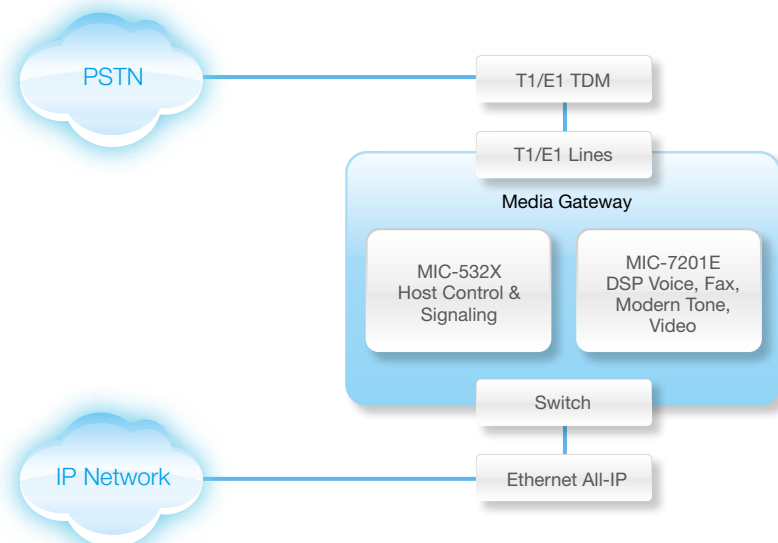 PSTN
T1/E1 TDM
T1/E1 Lines
Media Gateway
MIC-532X
Host Control &
Signaling
MIC-7201E
DSP Voice, Fax,
Modern Tone,
Video
Switch
IP Network
Ethernet All-IP